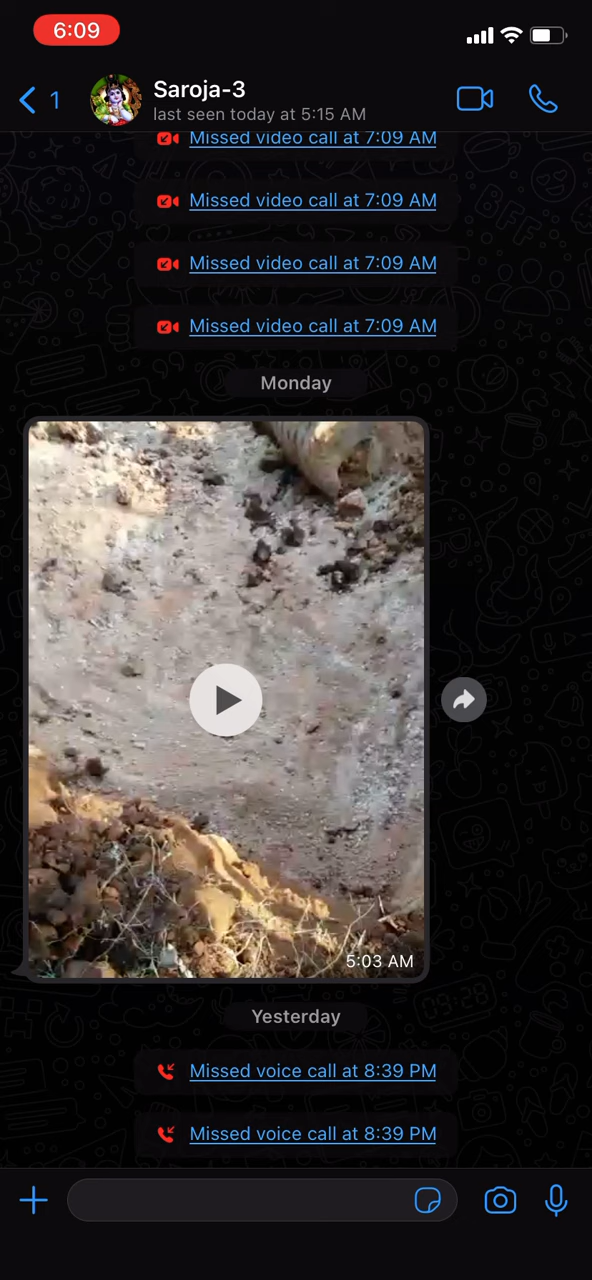 6:09
1
Saroja-3
last seen today at 5:15 AM
Missed video call at 7:09 AM
Missed video call at 7:09 AM
Missed video call at 7:09 AM
Missed video call at 7:09 AM
Monday
5:03 AM
Yesterday
Missed voice call at 8:39 PM
Missed voice call at 8:39 PM